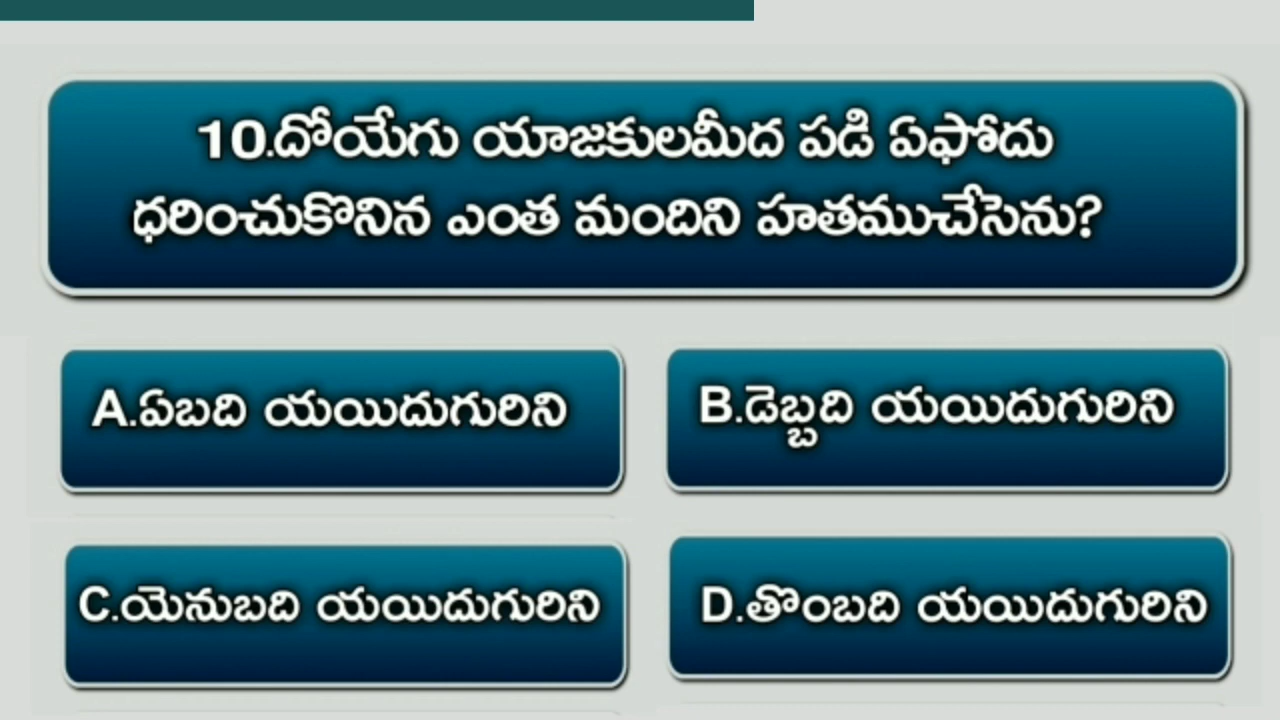 10.దోయేగు యాజకులమీద పడి ఏఫోదు
ధరించుకొనిన ఎంత మందిని హతముచేసెను?
A.ఏబది యయిదుగురిని
B.డెబ్బది యయిదుగురిని
C.యెనుబది యయిదుగురిని
D.తొంబది యయిదుగురిని